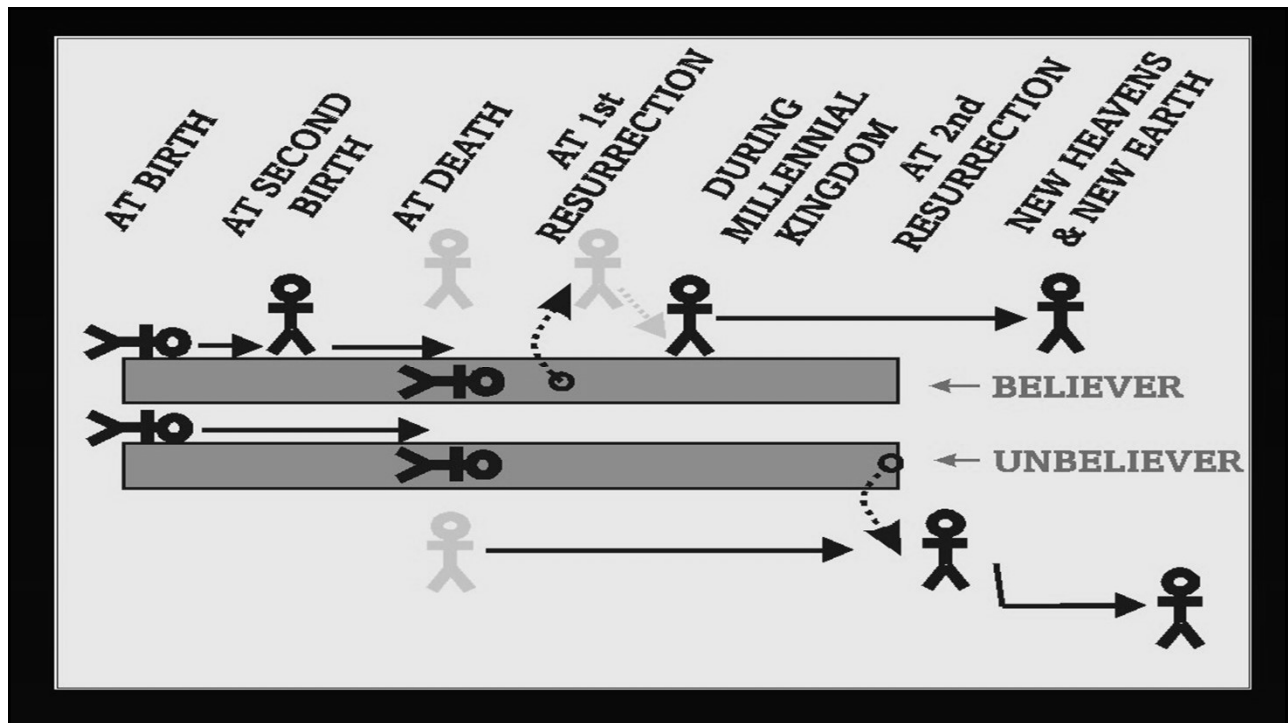 AT BIRTH
AT SECOND
BIRTH
AT DEATH
AT 1st
RESURRECTION
DURING
MILLENNIAL
KINGDOM
AT 2nd
RESURRECTION
NEW HEAVENS
& NEW EARTH
BELIEVER
UNBELIEVER